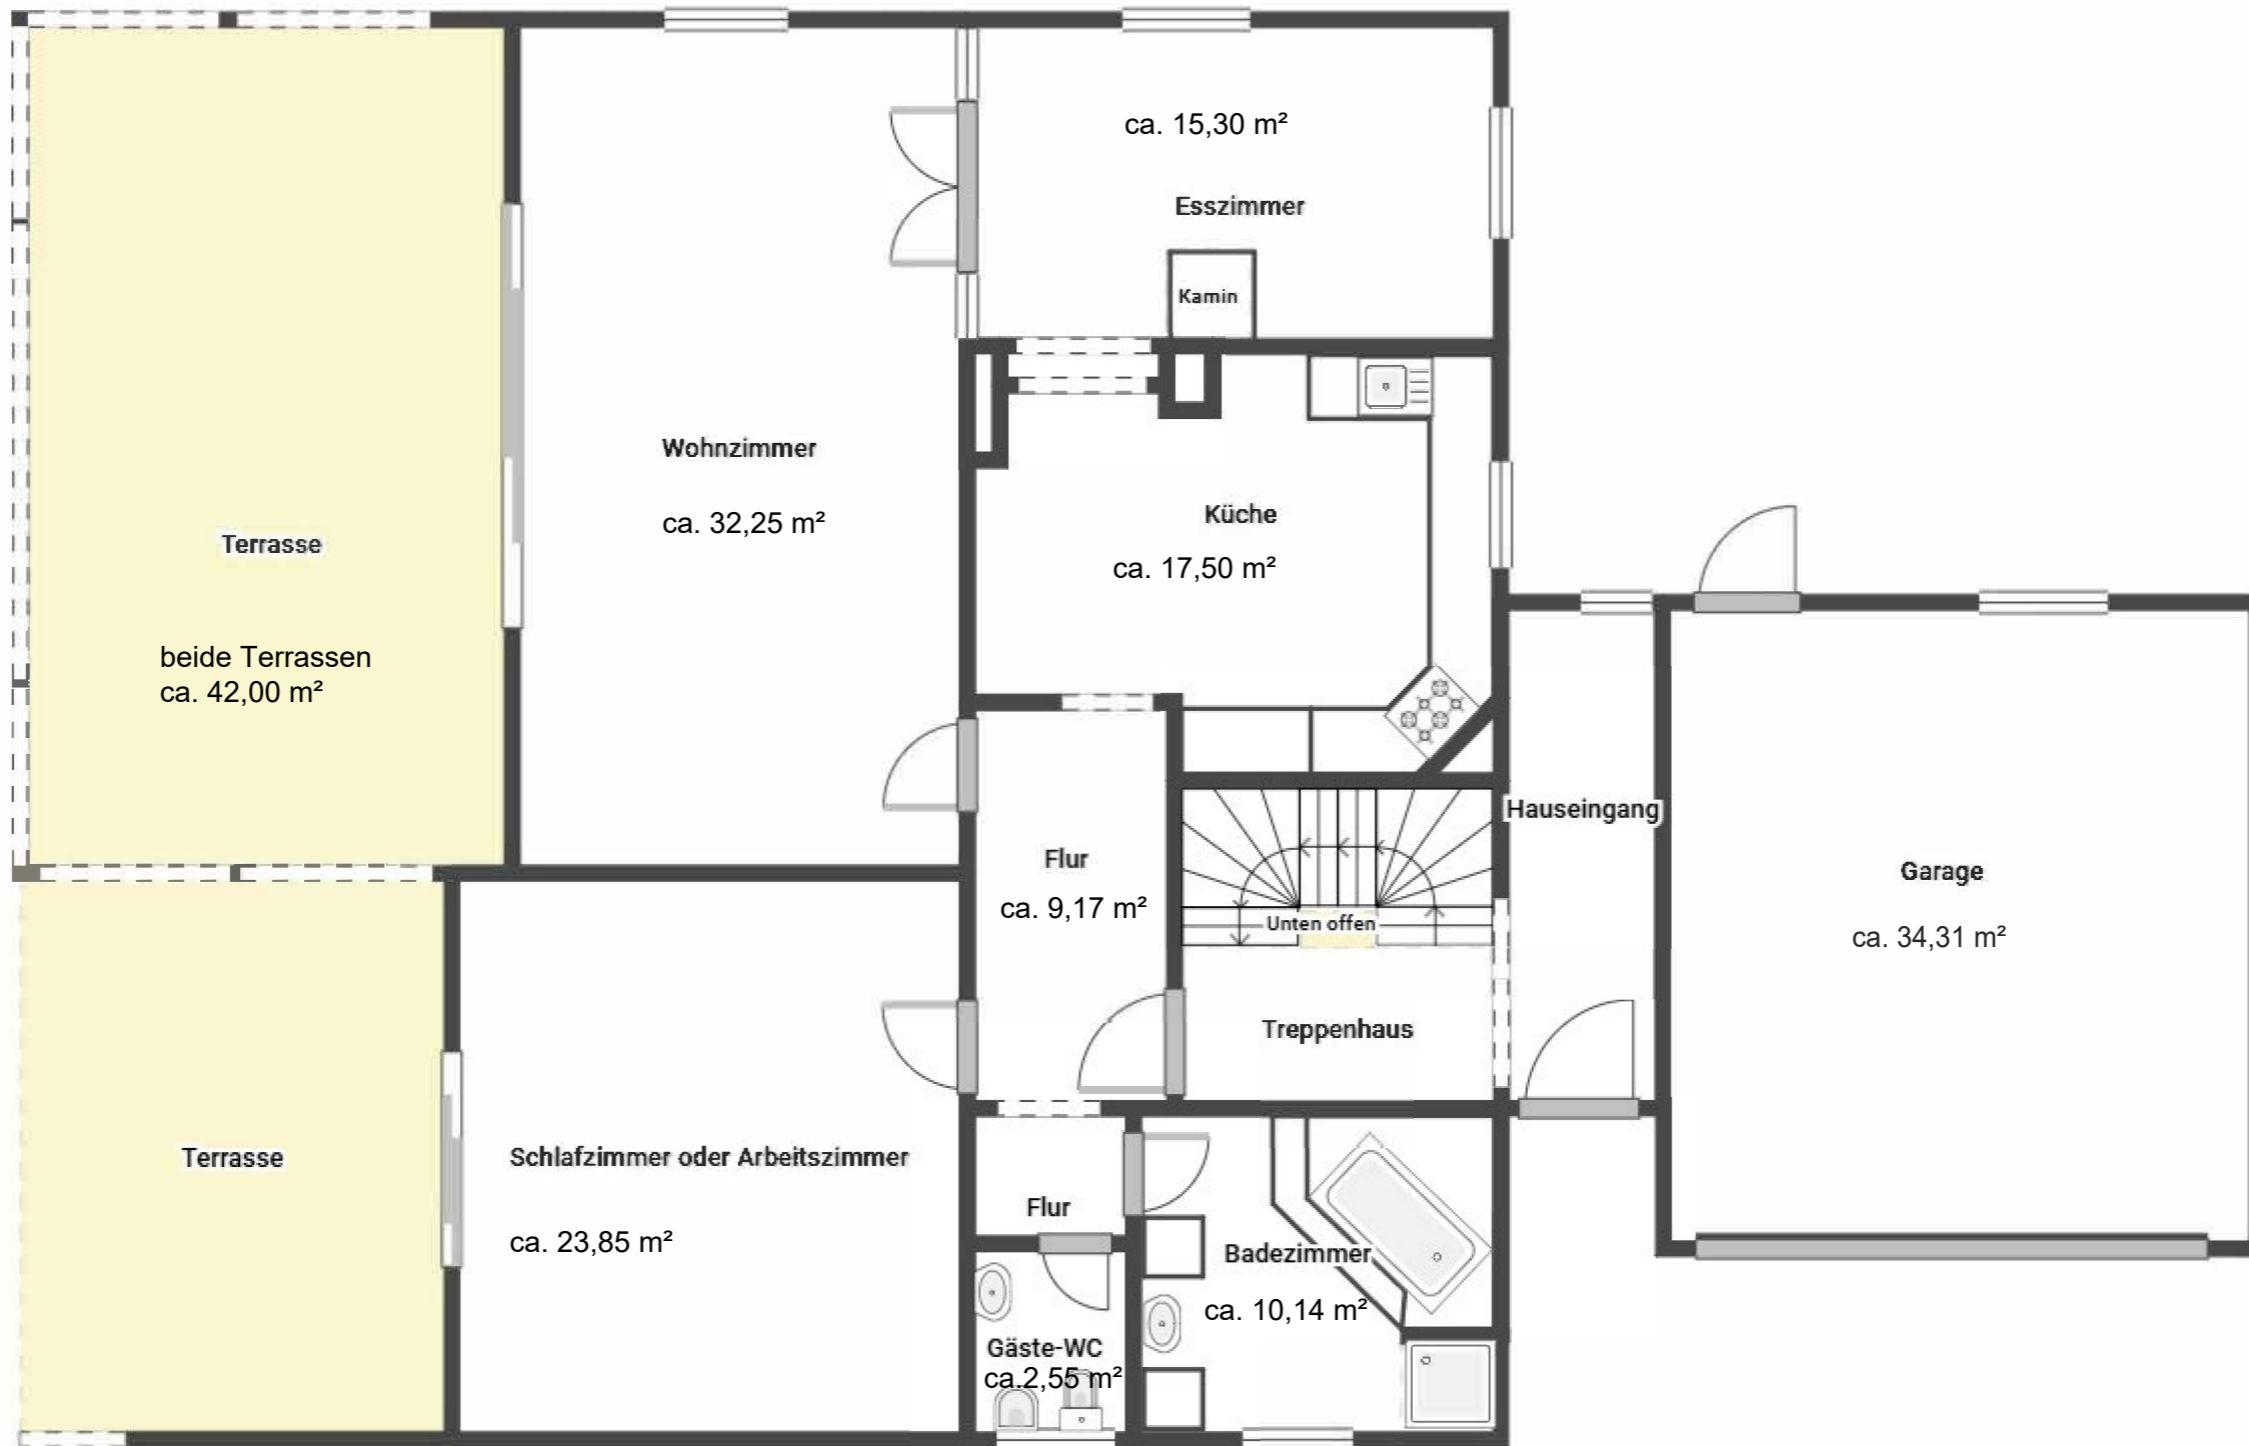 ca. 15,30 m²
Esszimmer
Kamin
Wohnzimmer
ca. 32,25 m²
Küche
ca. 17,50 m²
Terrasse
beide Terrassen
ca. 42,00 m²
Hauseingang
Flur
ca. 9,17 m²
Unten offen
Garage
ca. 34,31 m²
Treppenhaus
Terrasse
Schlafzimmer oder Arbeitszimmer
ca. 23,85 m²
Flur
Badezimmer
ca. 10,14 m²
Gäste-WC
ca.2,55 m²